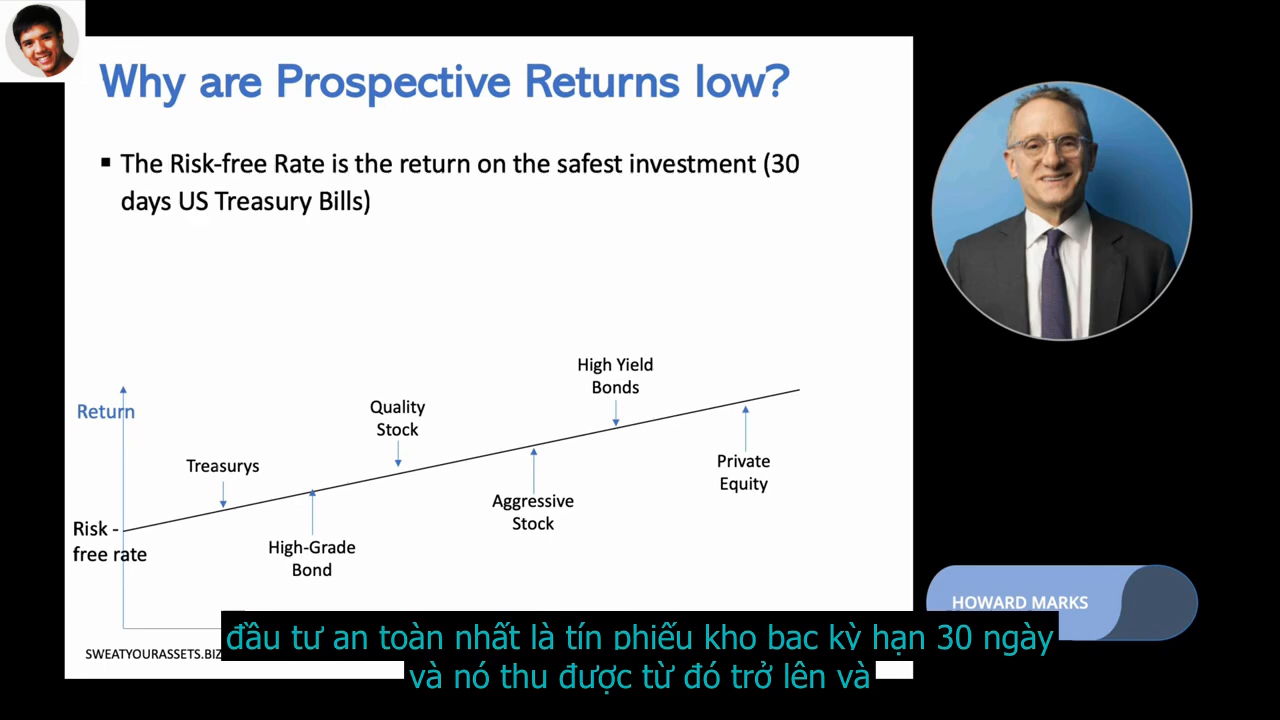 Why are Prospective Returns low?
▪ The Risk-free Rate is the return on the safest investment (30
days US Treasury Bills)
High Yield
Bonds
Return
Quality
Stock
Treasurys
Private
Equity
Aggressive
Stock
Risk -
free rate
High-Grade
Bond
HOWARD MARKS
SWEATYOURASSETS.BIZ
đầu tư an toàn nhất là tín phiếu kho bạc kỳ hạn 30 ngày
và nó thu được từ đó trở lên và